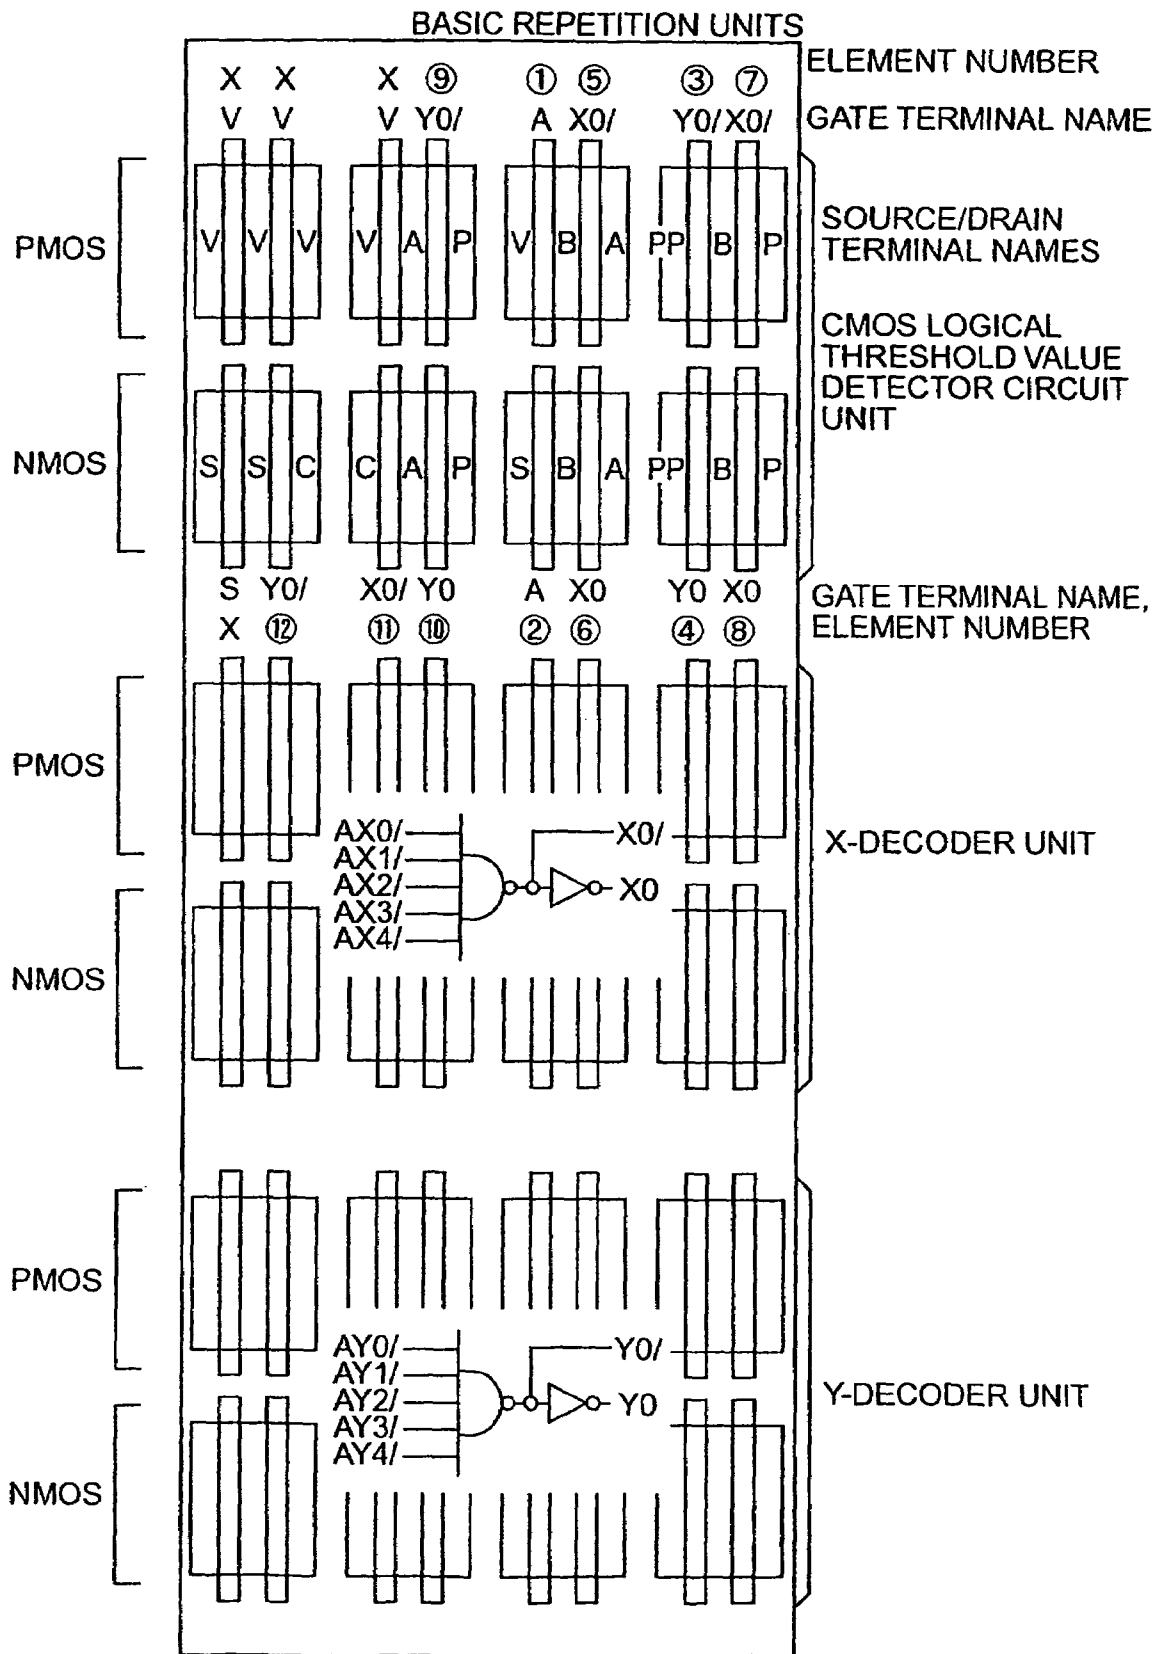 BASIC REPETITION UNITS
X X X ⑨ ① ⑤ ③ ⑦ ELEMENT NUMBER
V V V Y0/ A X0/ Y0/ X0/ GATE TERMINAL NAME
PMOS
V V V V A P V B A PP B P
SOURCE/DRAIN
TERMINAL NAMES
CMOS LOGICAL
THRESHOLD VALUE
DETECTOR CIRCUIT
UNIT
NMOS
S S C C A P S B A PP B P
S Y0/ X0/ Y0 A X0 Y0 X0 GATE TERMINAL NAME,
X ⑫ ⑪ ⑩ ② ⑥ ④ ⑧ ELEMENT NUMBER
PMOS
AX0/ X0/
AX1/
AX2/ X0
AX3/
AX4/
X-DECODER UNIT
NMOS
PMOS
AY0/ Y0/
AY1/
AY2/ Y0
AY3/
AY4/
Y-DECODER UNIT
NMOS